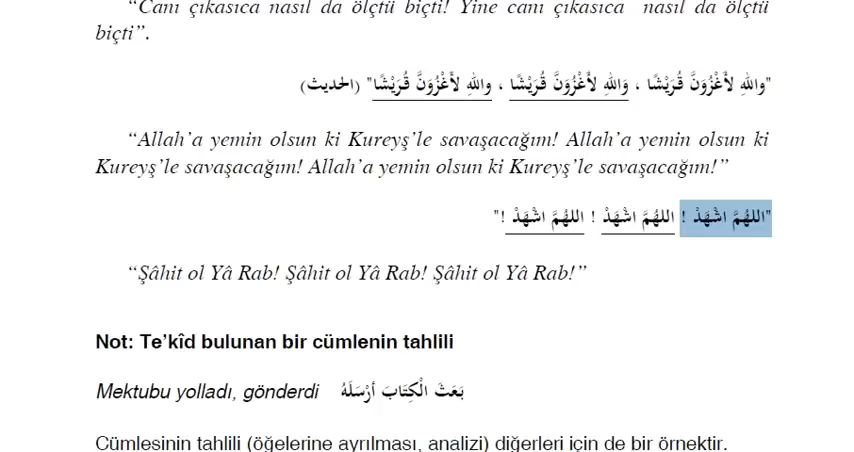 “Canı çıkasıca nasıl da ölçtü biçti! Yine canı çıkasıca nasıl da ölçtü
biçti”.
"واللهِ لأَغْزُوَنَّ قُرَيْشًا ، وَاللهِ لأَغْزُوَنَّ قُرَيْشًا ، واللهِ لأَغْزُوَنَّ قُرَيْشًا" (الحديث)
“Allah’a yemin olsun ki Kureyş’le savaşacağım! Allah’a yemin olsun ki
Kureyş’le savaşacağım! Allah’a yemin olsun ki Kureyş’le savaşacağım!”
"اللهُمَّ اشْهَدْ ! اللهُمَّ اشْهَدْ ! اللهُمَّ اشْهَدْ !"
“Şâhit ol Yâ Rab! Şâhit ol Yâ Rab! Şâhit ol Yâ Rab!”
Not: Te’kîd bulunan bir cümlenin tahlili
Mektubu yolladı, gönderdi بَعَثَ الْكِتَابَ أرْسَلَهُ
Cümlesinin tahlili (öğelerine ayrılması, analizi) diğerleri için de bir örnektir.